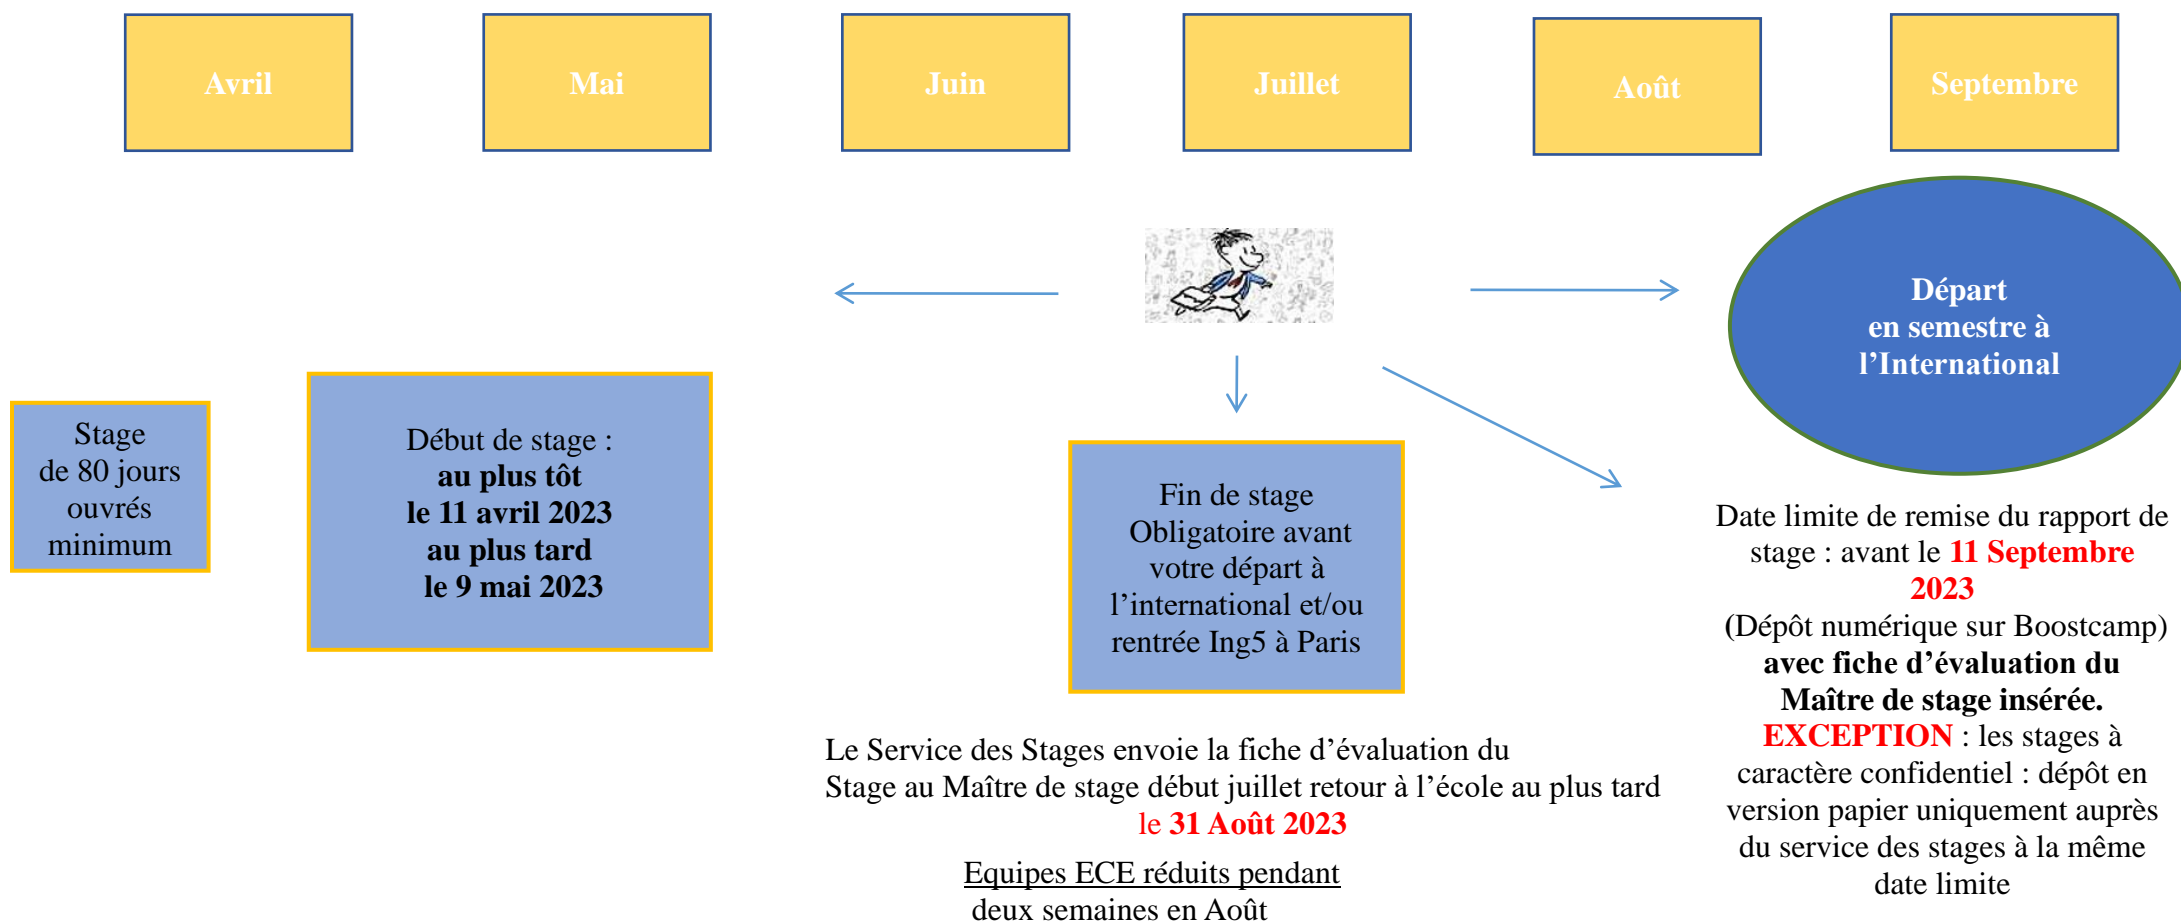 Avril
Mai
Juin
Juillet
Août
Septembre
Départ
en semestre à
l’International
Stage
de 80 jours
ouvrés
minimum
Début de stage :
au plus tôt
le 11 avril 2023
au plus tard
le 9 mai 2023
Fin de stage
Obligatoire avant
votre départ à
l’international et/ou
rentrée Ing5 à Paris
Date limite de remise du rapport de
stage : avant le 11 Septembre
2023
(Dépôt numérique sur Boostcamp)
avec fiche d’évaluation du
Maître de stage insérée.
EXCEPTION : les stages à
caractère confidentiel : dépôt en
version papier uniquement auprès
du service des stages à la même
date limite
Le Service des Stages envoie la fiche d’évaluation du
Stage au Maître de stage début juillet retour à l’école au plus tard
le 31 Août 2023
Equipes ECE réduits pendant
deux semaines en Août